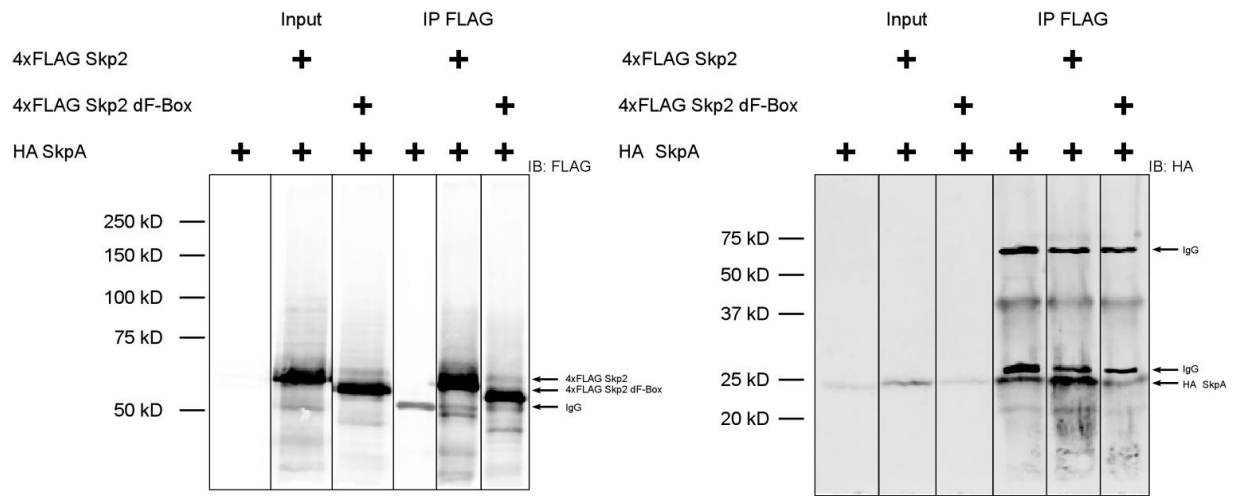 Input IP FLAG
4xFLAG Skp2 + +
4xFLAG Skp2 dF-Box + +
HA SkpA + + + + + +
IB: FLAG
250 kD
150 kD
100 kD
75 kD
50 kD
4xFLAG Skp2
4xFLAG Skp2 dF-Box
IgG
Input IP FLAG
4xFLAG Skp2 + +
4xFLAG Skp2 dF-Box + +
HA SkpA + + + + + +
IB: HA
75 kD
50 kD
37 kD
25 kD
20 kD
IgG
IgG
HA SkpA